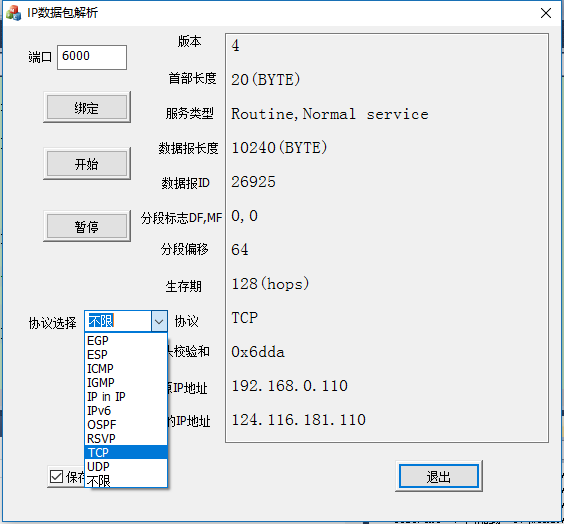 IP数据包解析
端口 6000
绑定
开始
暂停
版本 4
首部长度 20(BYTE)
服务类型 Routine,Normal service
数据报长度 10240(BYTE)
数据报ID 26925
分段标志DF,MF 0,0
分段偏移 64
生存期 128(hops)
协议选择 不限 协议 TCP
EGP
ESP
ICMP
IGMP
IP in IP
IPv6
OSPF
RSVP
TCP
UDP
不限
头校验和 0x6dda
源IP地址 192.168.0.110
的IP地址 124.116.181.110
保存
退出